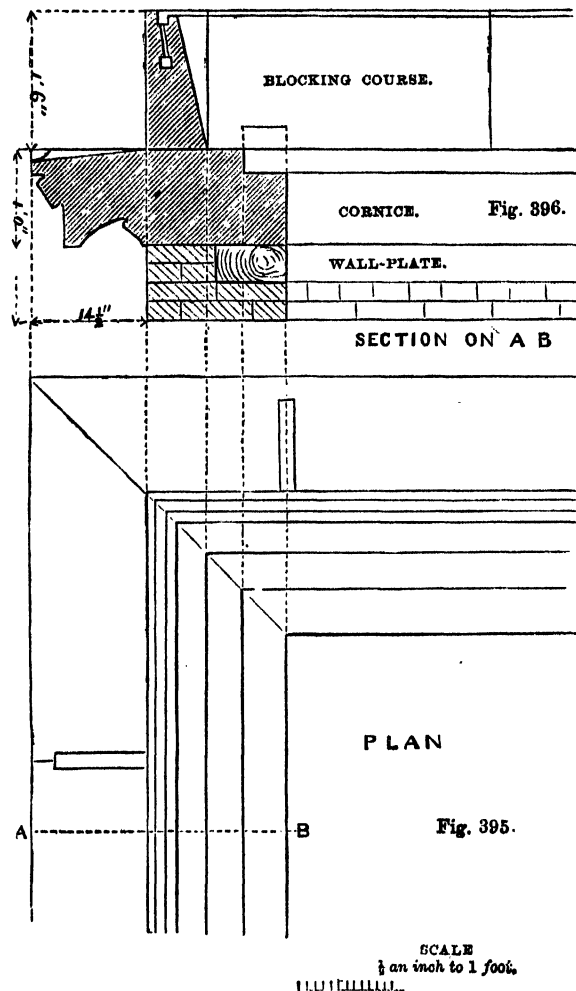 1'.6"
BLOCKING COURSE.
1'.0"
CORNICE. Fig. 396.
WALL-PLATE.
14½"
SECTION ON A B
PLAN
A B Fig. 395.
SCALE
½ an inch to 1 foot.